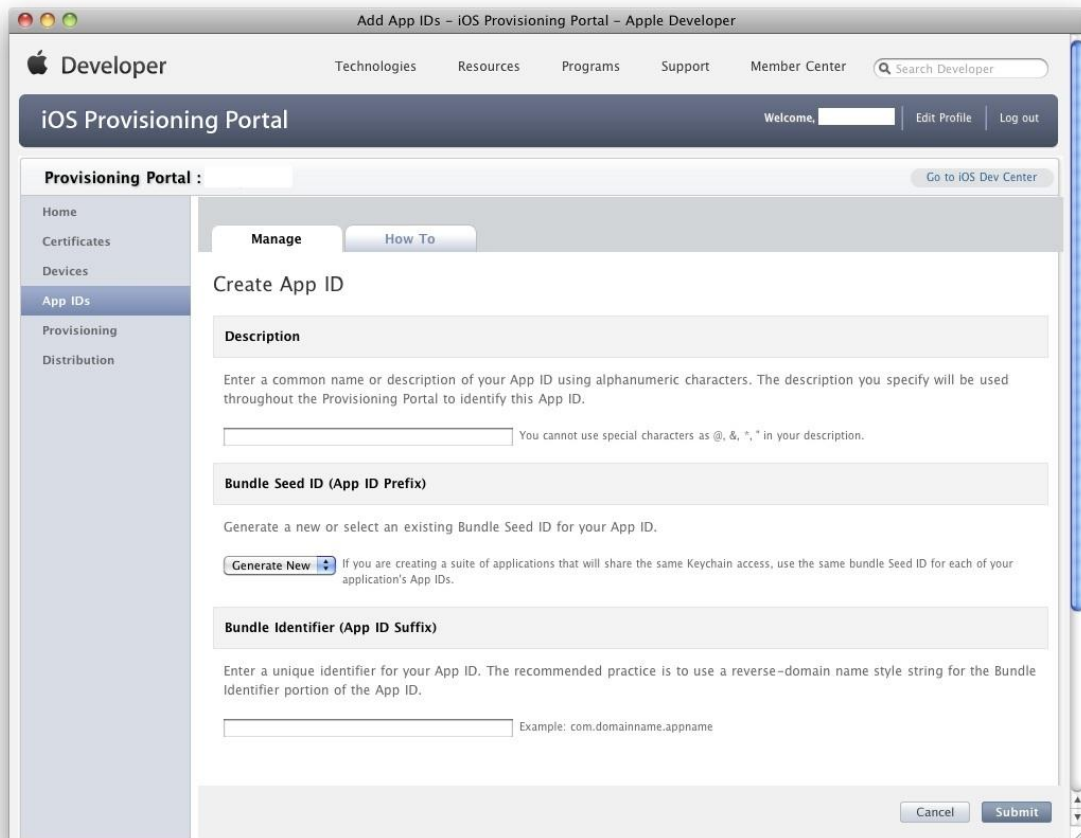 Add App IDs – iOS Provisioning Portal – Apple Developer
Developer
Technologies Resources Programs Support Member Center Search Developer
iOS Provisioning Portal
Welcome, Edit Profile Log out
Provisioning Portal :
Go to iOS Dev Center
Home
Certificates
Devices
App IDs
Provisioning
Distribution
Manage How To
Create App ID
Description
Enter a common name or description of your App ID using alphanumeric characters. The description you specify will be used
throughout the Provisioning Portal to identify this App ID.
You cannot use special characters as @, &, *, " in your description.
Bundle Seed ID (App ID Prefix)
Generate a new or select an existing Bundle Seed ID for your App ID.
Generate New
If you are creating a suite of applications that will share the same Keychain access, use the same bundle Seed ID for each of your
application's App IDs.
Bundle Identifier (App ID Suffix)
Enter a unique identifier for your App ID. The recommended practice is to use a reverse-domain name style string for the Bundle
Identifier portion of the App ID.
Example: com.domainname.appname
Cancel Submit